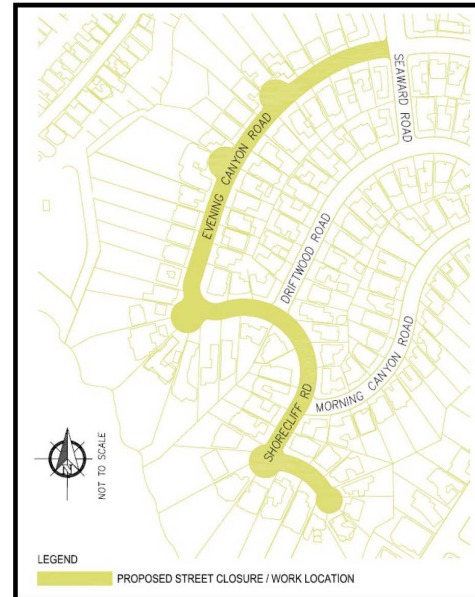 SEAWARD ROAD
EVENING CANYON ROAD
DRIFTWOOD ROAD
MORNING CANYON ROAD
SHORECLIFF RD
N
NOT TO SCALE
LEGEND
PROPOSED STREET CLOSURE / WORK LOCATION